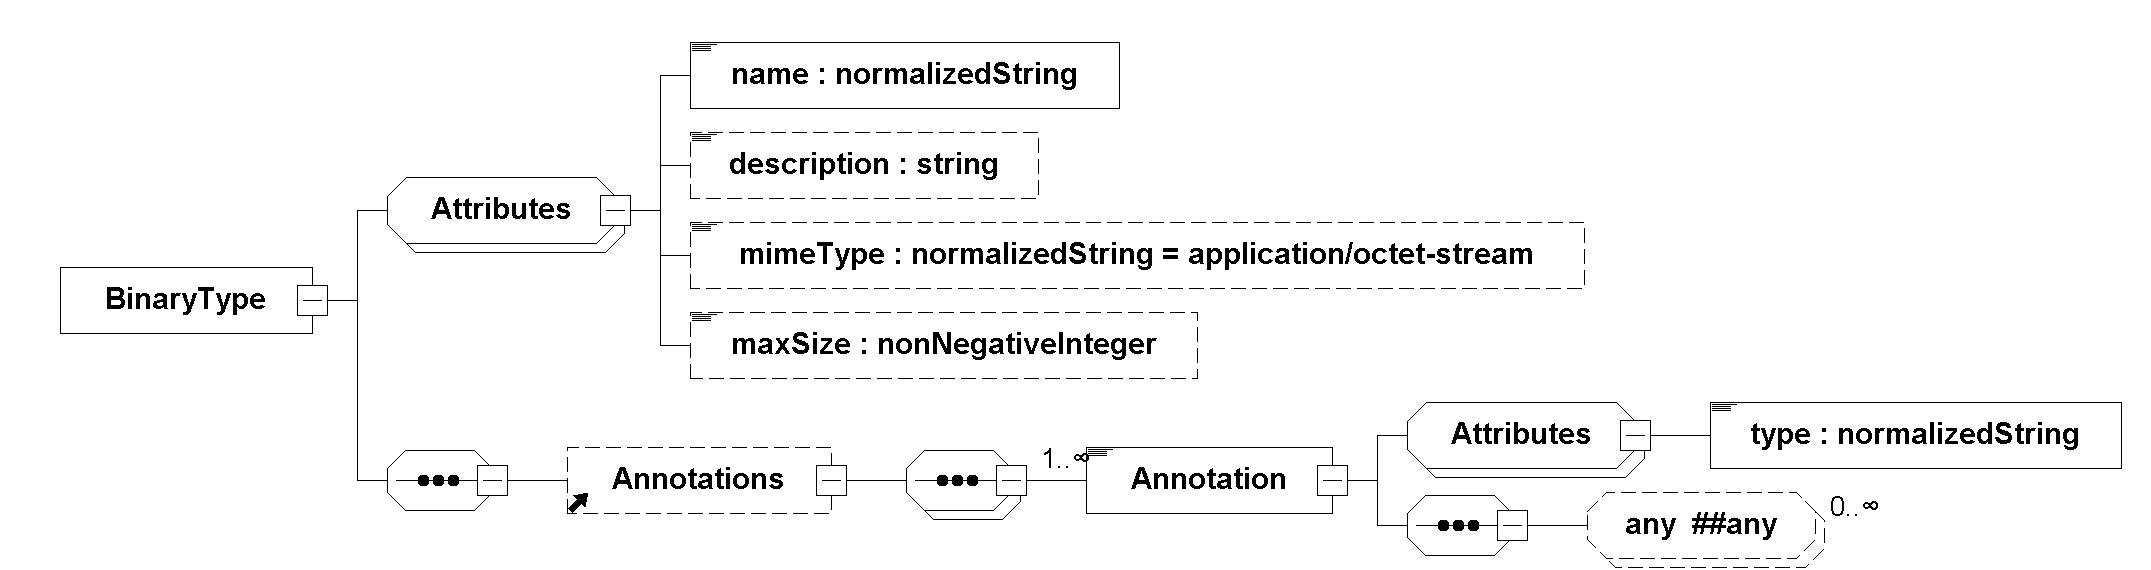 name : normalizedString
description : string
Attributes
mimeType : normalizedString = application/octet-stream
BinaryType
maxSize : nonNegativeInteger
Attributes
type : normalizedString
1..∞
Annotations
Annotation
0..∞
any ##any